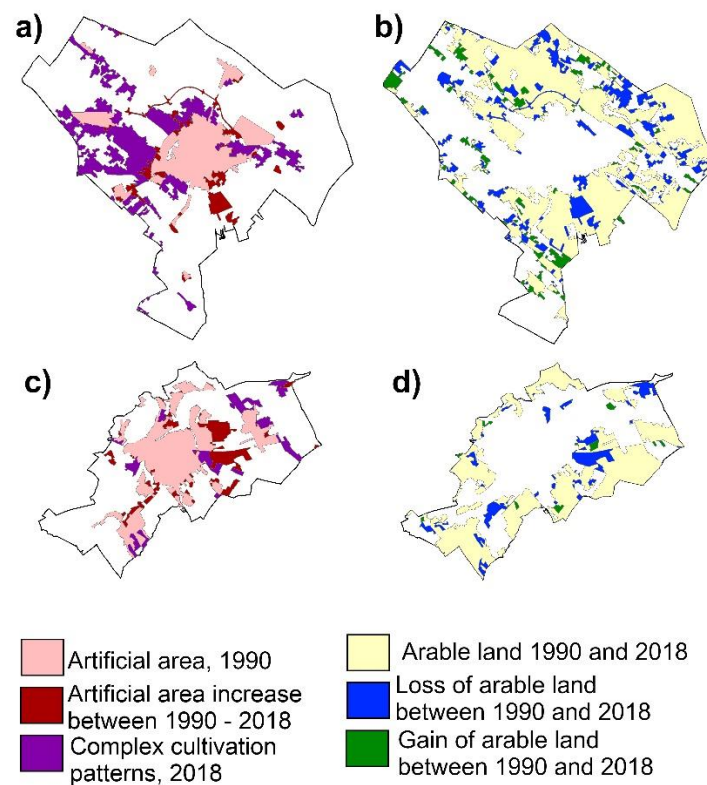 a)
b)
c)
d)
Artificial area, 1990
Artificial area increase
between 1990 - 2018
Complex cultivation
patterns, 2018
Arable land 1990 and 2018
Loss of arable land
between 1990 and 2018
Gain of arable land
between 1990 and 2018